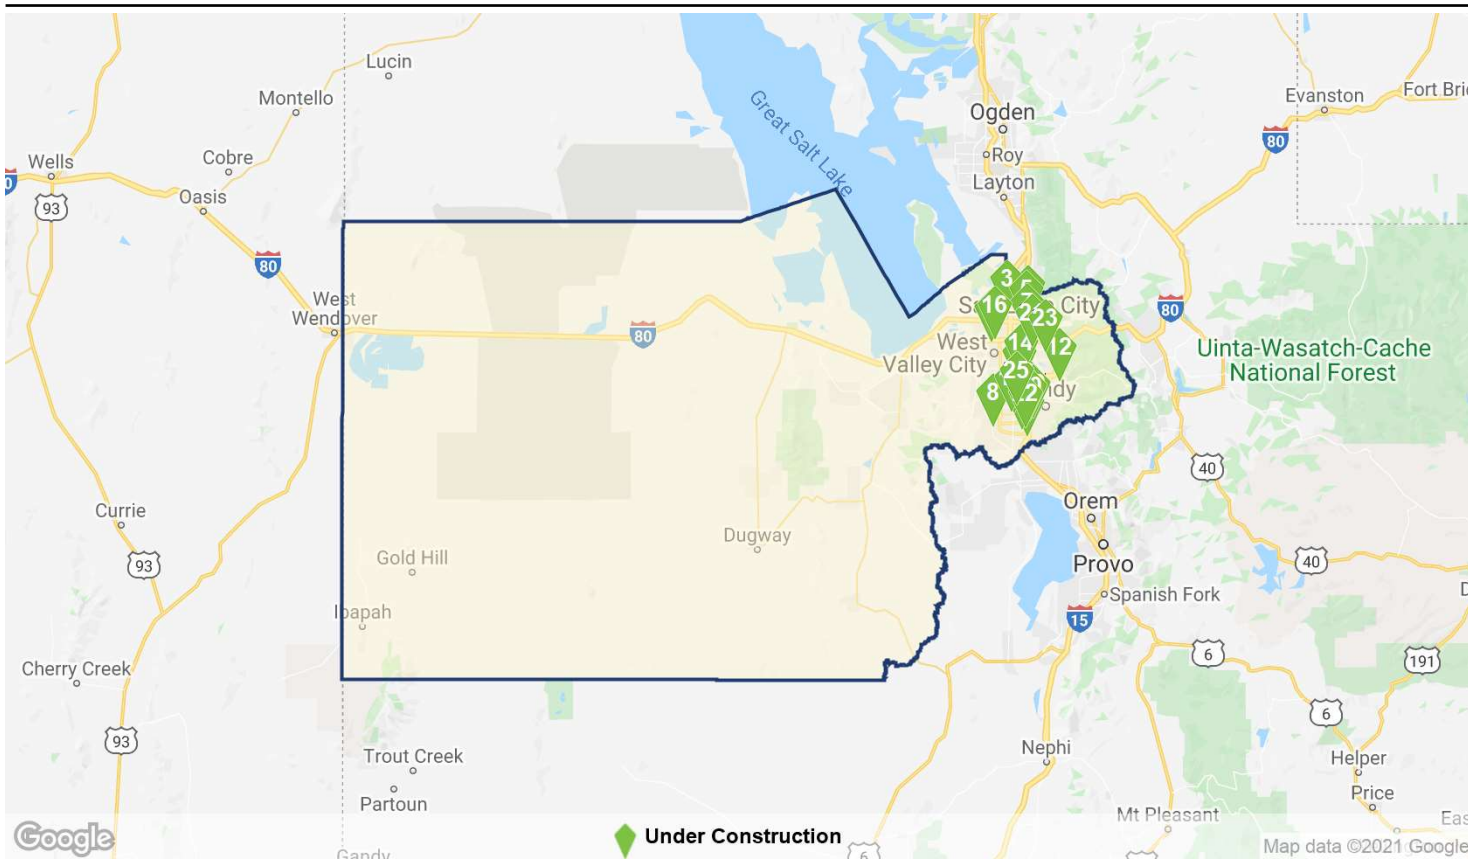 Lucin
Montello
Great Salt Lake
Ogden
Evanston
80
Roy
Wells
Cobre
Layton
93
Oasis
80
West
Wendover
80
80
3
16
City
23
14
12
West
Valley City
25
8
Uinta-Wasatch-Cache
National Forest
40
Currie
93
Gold Hill
Dugway
Orem
Provo
40
Ibapah
Spanish Fork
15
Cherry Creek
6
191
93
6
Trout Creek
Nephi
Helper
Partoun
Price
Mt Pleasant
Google
Under Construction
Map data ©2021 Google